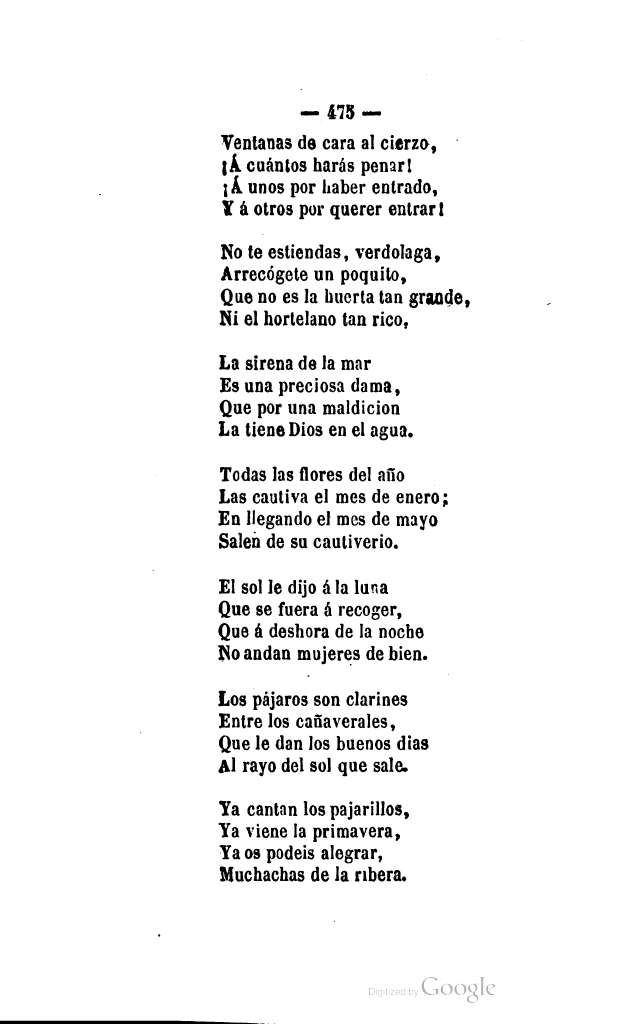 — 475 —
Ventanas de cara al cierzo,
¡Á cuántos harás penar!
¡Á unos por haber entrado,
Y á otros por querer entrar!
No te estiendas, verdolaga,
Arrecógete un poquito,
Que no es la huerta tan grande,
Ni el hortelano tan rico,
La sirena de la mar
Es una preciosa dama,
Que por una maldicion
La tiene Dios en el agua.
Todas las flores del año
Las cautiva el mes de enero;
En llegando el mes de mayo
Salen de su cautiverio.
El sol le dijo á la luna
Que se fuera á recoger,
Que á deshora de la noche
No andan mujeres de bien.
Los pájaros son clarines
Entre los cañaverales,
Que le dan los buenos dias
Al rayo del sol que sale.
Ya cantan los pajarillos,
Ya viene la primavera,
Ya os podeis alegrar,
Muchachas de la ribera.
Digitized by Google